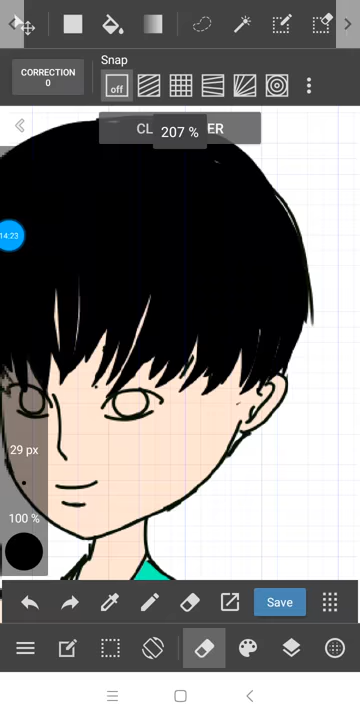 CORRECTION
0
Snap
off
CL
ER
207 %
14:23
29 px
100 %
Save